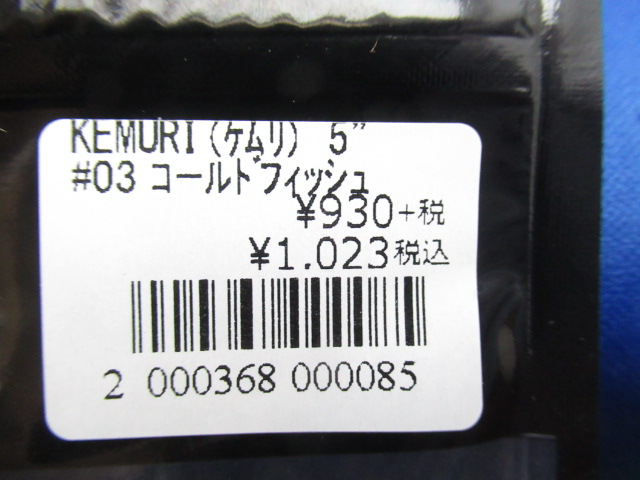 KEMURI(ケムリ) 5"
#03 コールドフィッシュ
¥930+税
¥1.023税込
2 000368 000085